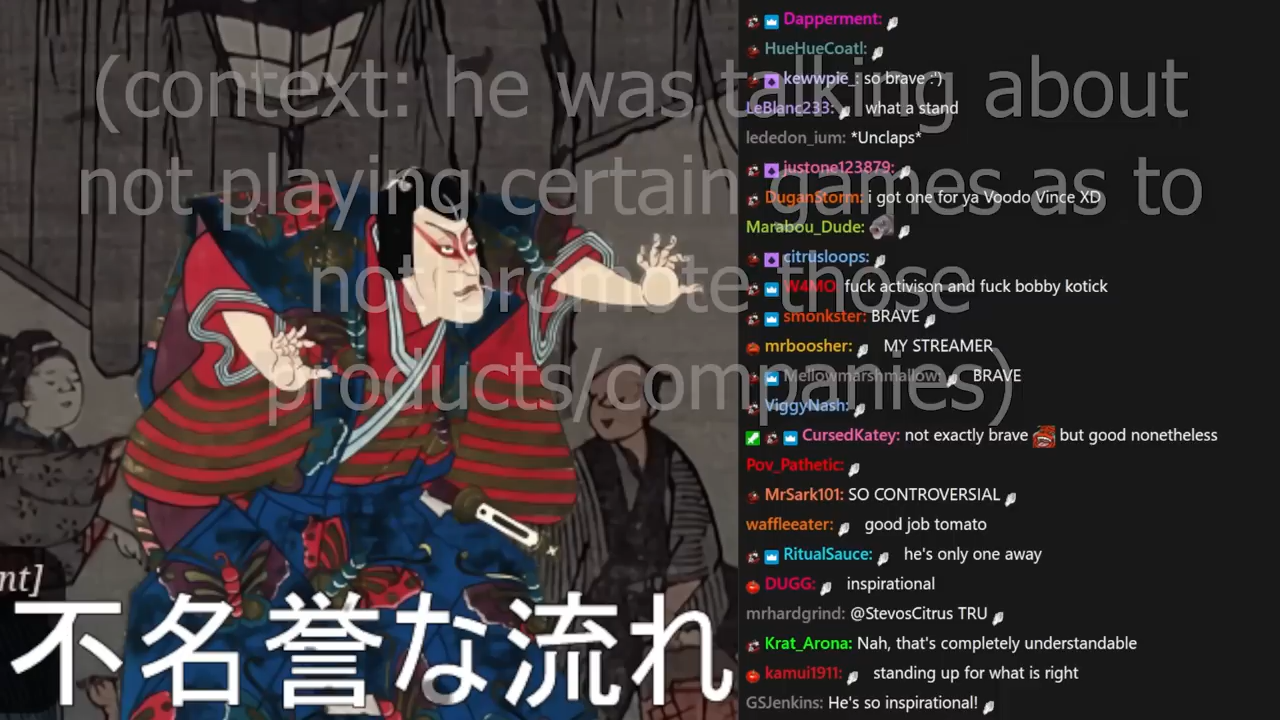 (context: he was talking about
not playing certain games as to
not promote those
products/companies)
nt]
不名誉な流れ
Dapperment:
HueHueCoatl:
kewwpie_: so brave :')
LeBlanc233: what a stand
lededon_ium: *Unclaps*
justone123879:
DuganStorm: i got one for ya Voodo Vince XD
Marabou_Dude:
citrusloops:
W4MO: fuck activison and fuck bobby kotick
smonkster: BRAVE
mrboosher: MY STREAMER
Mellowmarshmallow: BRAVE
ViggyNash:
CursedKatey: not exactly brave but good nonetheless
Pov_Pathetic:
MrSark101: SO CONTROVERSIAL
waffleeater: good job tomato
RitualSauce: he's only one away
DUGG: inspirational
mrhardgrind: @StevosCitrus TRU
Krat_Arona: Nah, that's completely understandable
kamui1911: standing up for what is right
GSJenkins: He's so inspirational!